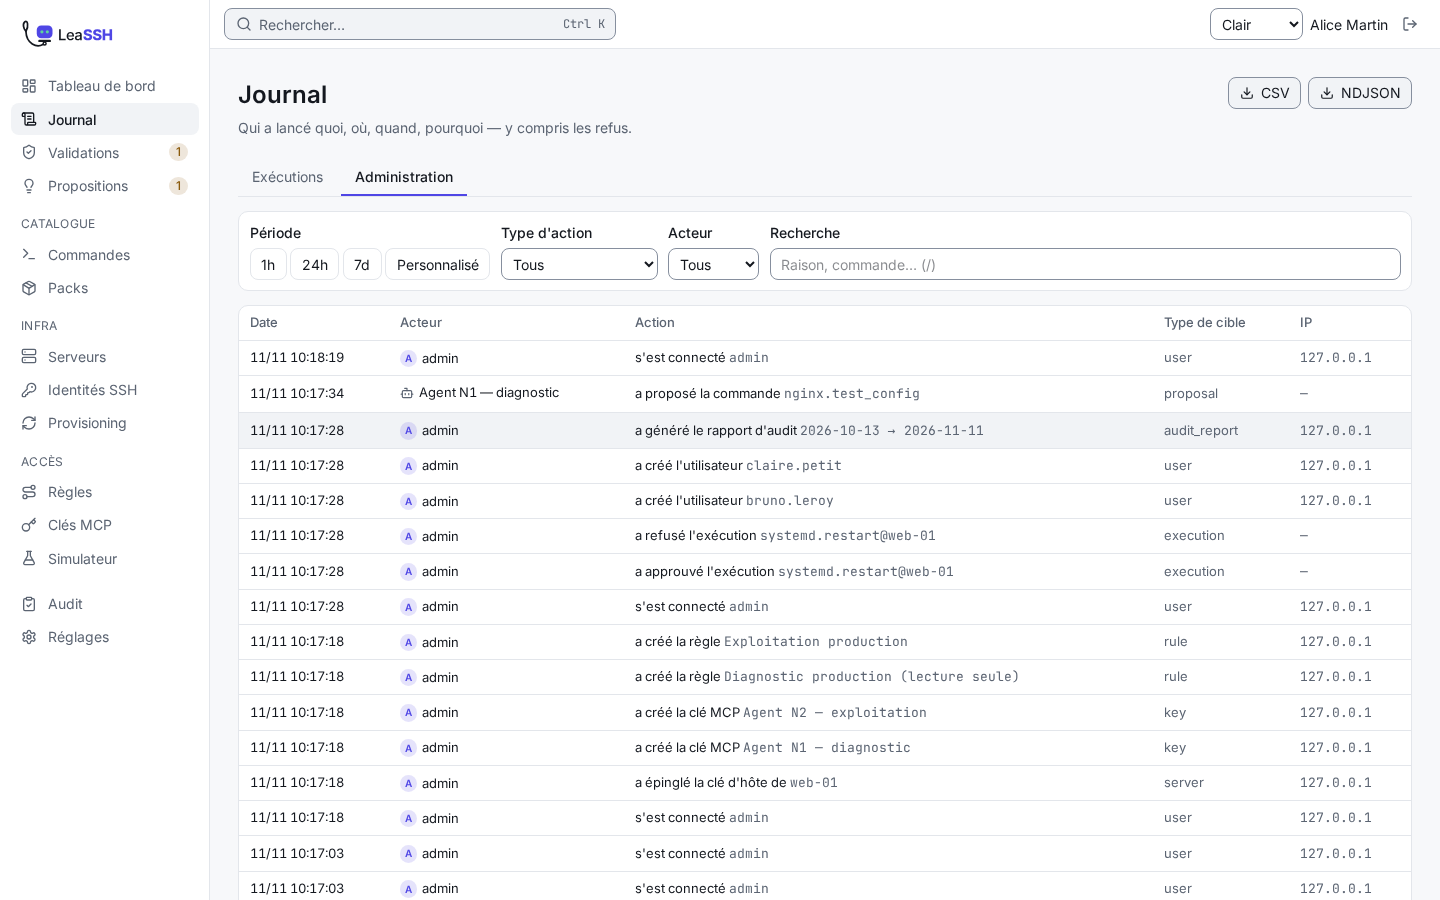 LeaSSH
Rechercher... Ctrl K
Clair Alice Martin
Tableau de bord
Journal
Validations 1
Propositions 1
CATALOGUE
Commandes
Packs
INFRA
Serveurs
Identités SSH
Provisioning
ACCÈS
Règles
Clés MCP
Simulateur
Audit
Réglages
Journal
CSV NDJSON
Qui a lancé quoi, où, quand, pourquoi — y compris les refus.
Exécutions Administration
Période Type d'action Acteur Recherche
1h 24h 7d Personnalisé Tous Tous Raison, commande... (/)
Date Acteur Action Type de cible IP
11/11 10:18:19 A admin s'est connecté admin user 127.0.0.1
11/11 10:17:34 Agent N1 — diagnostic a proposé la commande nginx.test_config proposal —
11/11 10:17:28 A admin a généré le rapport d'audit 2026-10-13 → 2026-11-11 audit_report 127.0.0.1
11/11 10:17:28 A admin a créé l'utilisateur claire.petit user 127.0.0.1
11/11 10:17:28 A admin a créé l'utilisateur bruno.leroy user 127.0.0.1
11/11 10:17:28 A admin a refusé l'exécution systemd.restart@web-01 execution —
11/11 10:17:28 A admin a approuvé l'exécution systemd.restart@web-01 execution —
11/11 10:17:28 A admin s'est connecté admin user 127.0.0.1
11/11 10:17:18 A admin a créé la règle Exploitation production rule 127.0.0.1
11/11 10:17:18 A admin a créé la règle Diagnostic production (lecture seule) rule 127.0.0.1
11/11 10:17:18 A admin a créé la clé MCP Agent N2 — exploitation key 127.0.0.1
11/11 10:17:18 A admin a créé la clé MCP Agent N1 — diagnostic key 127.0.0.1
11/11 10:17:18 A admin a épinglé la clé d'hôte de web-01 server 127.0.0.1
11/11 10:17:18 A admin s'est connecté admin user 127.0.0.1
11/11 10:17:03 A admin s'est connecté admin user 127.0.0.1
11/11 10:17:03 A admin s'est connecté admin user 127.0.0.1